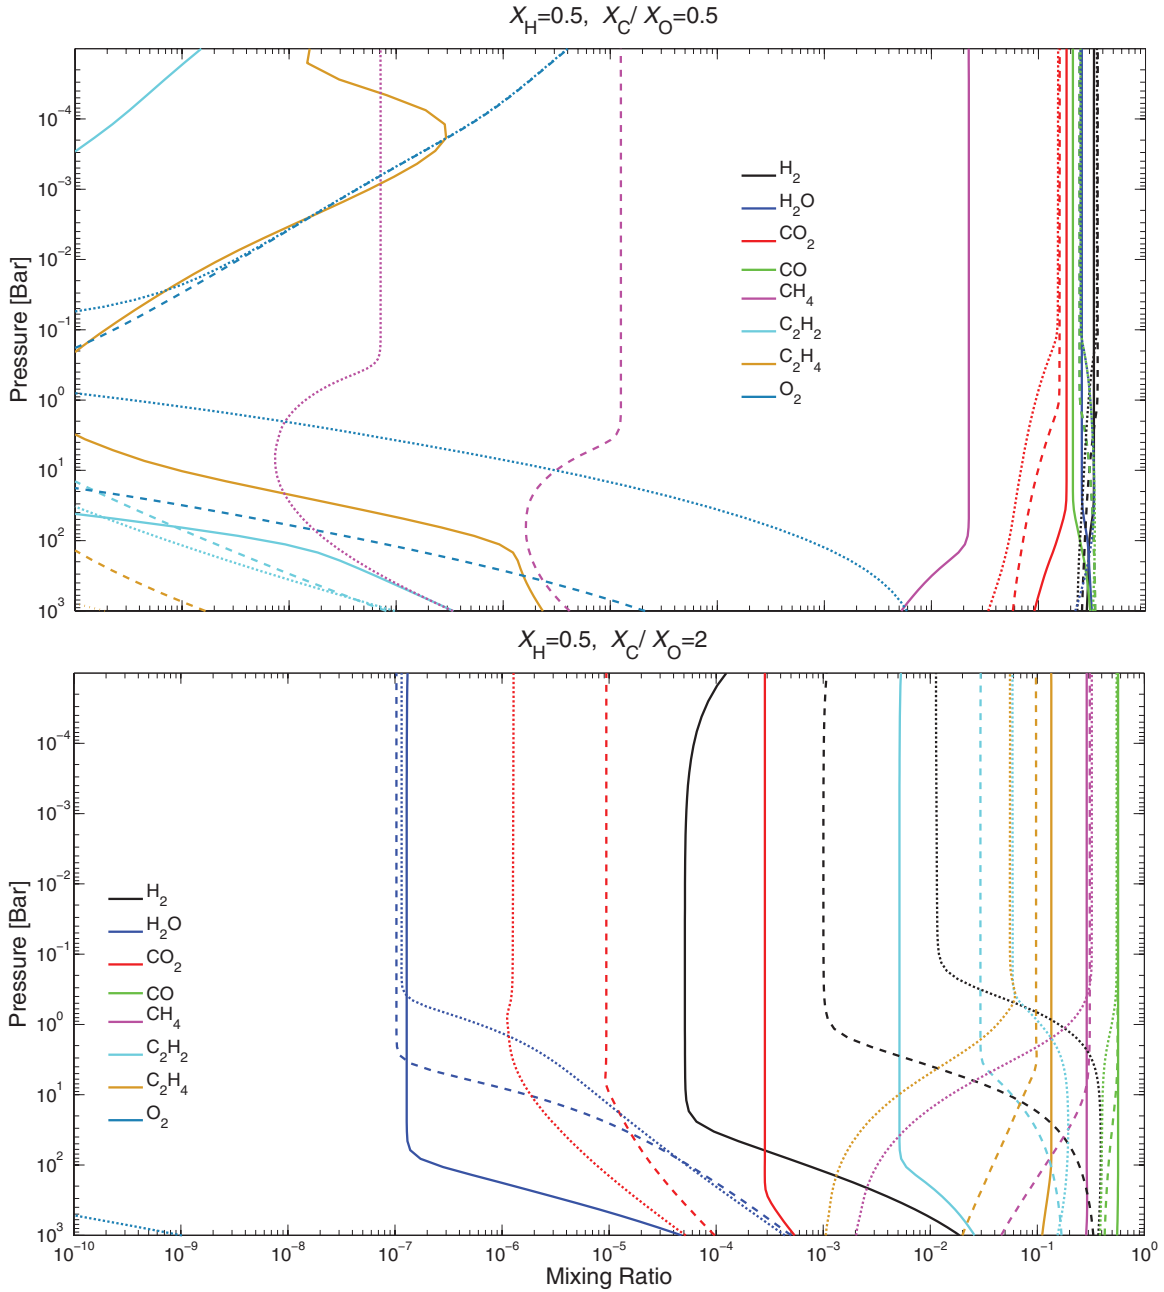 X_H=0.5, X_C/ X_O=0.5
Pressure [Bar]
10^−4
10^−3
10^−2
10^−1
10^0
10^1
10^2
10^3
H_2
H_2O
CO_2
CO
CH_4
C_2H_2
C_2H_4
O_2
X_H=0.5, X_C/ X_O=2
Pressure [Bar]
10^−4
10^−3
10^−2
10^−1
10^0
10^1
10^2
10^3
H_2
H_2O
CO_2
CO
CH_4
C_2H_2
C_2H_4
O_2
10^−10 10^−9 10^−8 10^−7 10^−6 10^−5 10^−4 10^−3 10^−2 10^−1 10^0
Mixing Ratio